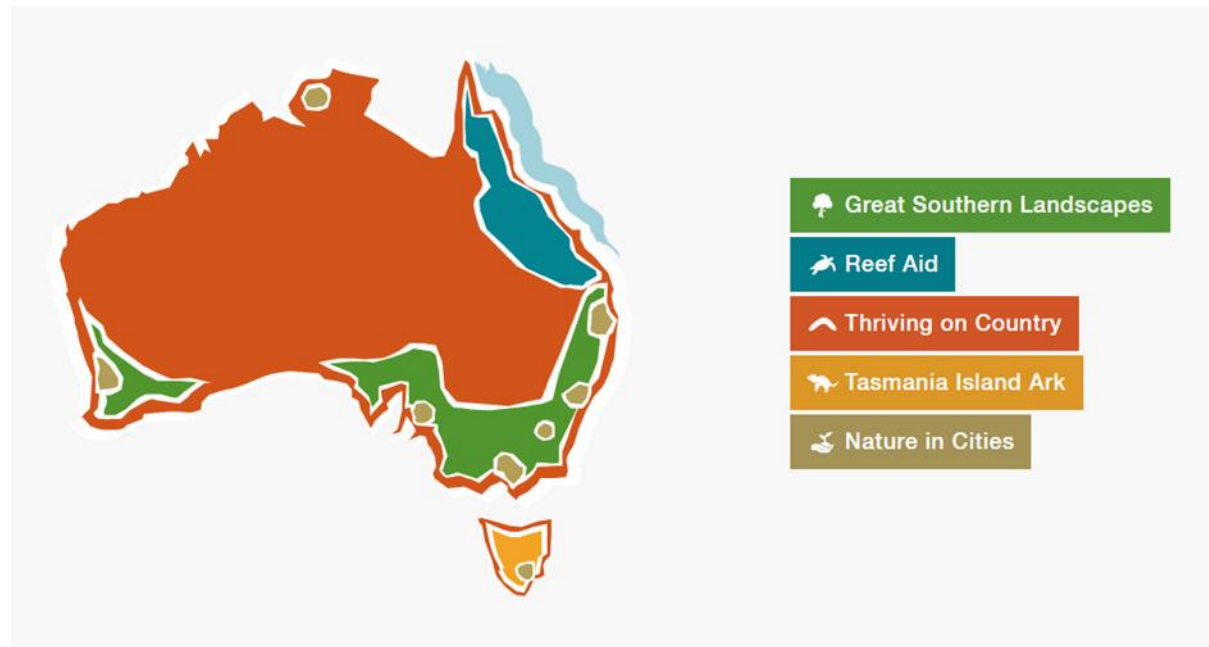 Great Southern Landscapes
Reef Aid
Thriving on Country
Tasmania Island Ark
Nature in Cities